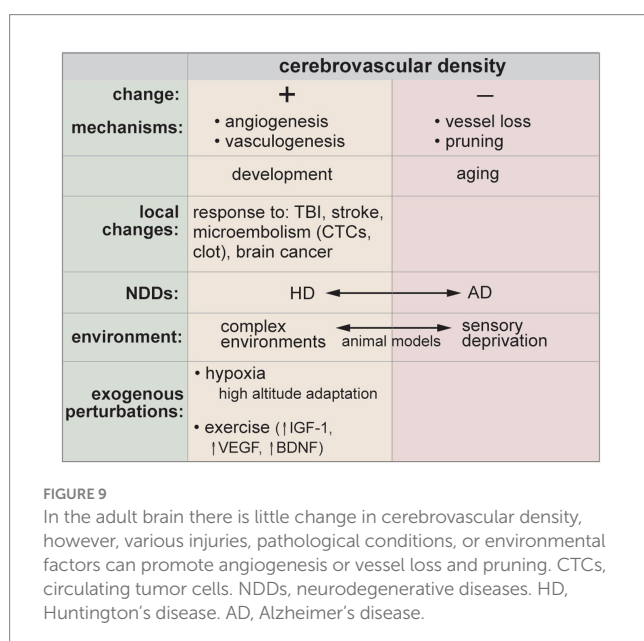 cerebrovascular density
change: + −
mechanisms: • angiogenesis • vessel loss
• vasculogenesis • pruning
development aging
local changes: response to: TBI, stroke,
microembolism (CTCs,
clot), brain cancer
NDDs: HD ⟷ AD
environment: complex environments ⟷ animal models sensory deprivation
exogenous perturbations: • hypoxia
high altitude adaptation
• exercise (↑IGF-1,
↑VEGF, ↑BDNF)
FIGURE 9
In the adult brain there is little change in cerebrovascular density,
however, various injuries, pathological conditions, or environmental
factors can promote angiogenesis or vessel loss and pruning. CTCs,
circulating tumor cells. NDDs, neurodegenerative diseases. HD,
Huntington's disease. AD, Alzheimer's disease.